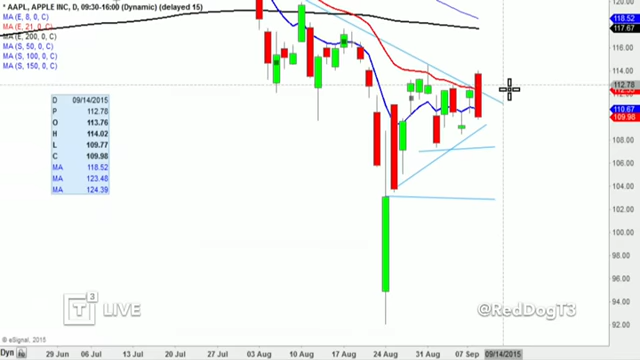 * AAPL, APPLE INC, D, 09:30-16:00 (Dynamic) (delayed 15)
MA (E, 8, 0, C)
MA (E, 21, 0, C)
MA (E, 200, 0, C)
MA (S, 50, 0, C)
MA (S, 100, 0, C)
MA (S, 150, 0, C)
120.00
118.52
117.67
116.00
114.00
112.78
110.67
109.98
108.00
106.00
104.00
102.00
100.00
98.00
96.00
94.00
92.00
D 09/14/2015
P 112.78
O 113.76
H 114.02
L 109.77
C 109.98
MA 118.52
MA 123.48
MA 124.39
T3 LIVE
@RedDogT3
© eSignal, 2015
Dyn 29 Jun 06 Jul 13 Jul 20 Jul 27 Jul 03 Aug 10 Aug 17 Aug 24 Aug 31 Aug 07 Sep 09/14/2015